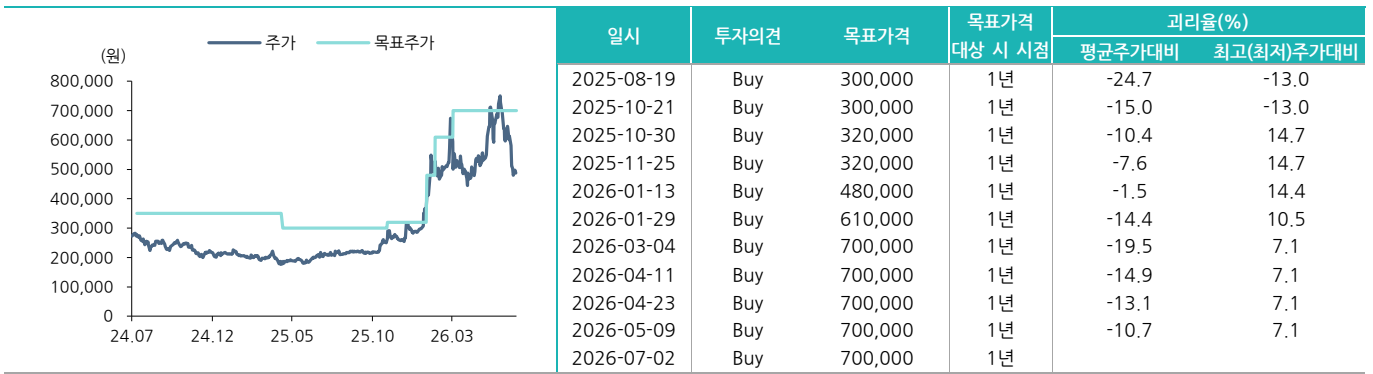 주가 목표주가
(원)
800,000
700,000
600,000
500,000
400,000
300,000
200,000
100,000
0
24.07 24.12 25.05 25.10 26.03
일시 투자의견 목표가격 목표가격 대상 시 시점 괴리율(%)
평균주가대비 최고(최저)주가대비
2025-08-19 Buy 300,000 1년 -24.7 -13.0
2025-10-21 Buy 300,000 1년 -15.0 -13.0
2025-10-30 Buy 320,000 1년 -10.4 14.7
2025-11-25 Buy 320,000 1년 -7.6 14.7
2026-01-13 Buy 480,000 1년 -1.5 14.4
2026-01-29 Buy 610,000 1년 -14.4 10.5
2026-03-04 Buy 700,000 1년 -19.5 7.1
2026-04-11 Buy 700,000 1년 -14.9 7.1
2026-04-23 Buy 700,000 1년 -13.1 7.1
2026-05-09 Buy 700,000 1년 -10.7 7.1
2026-07-02 Buy 700,000 1년